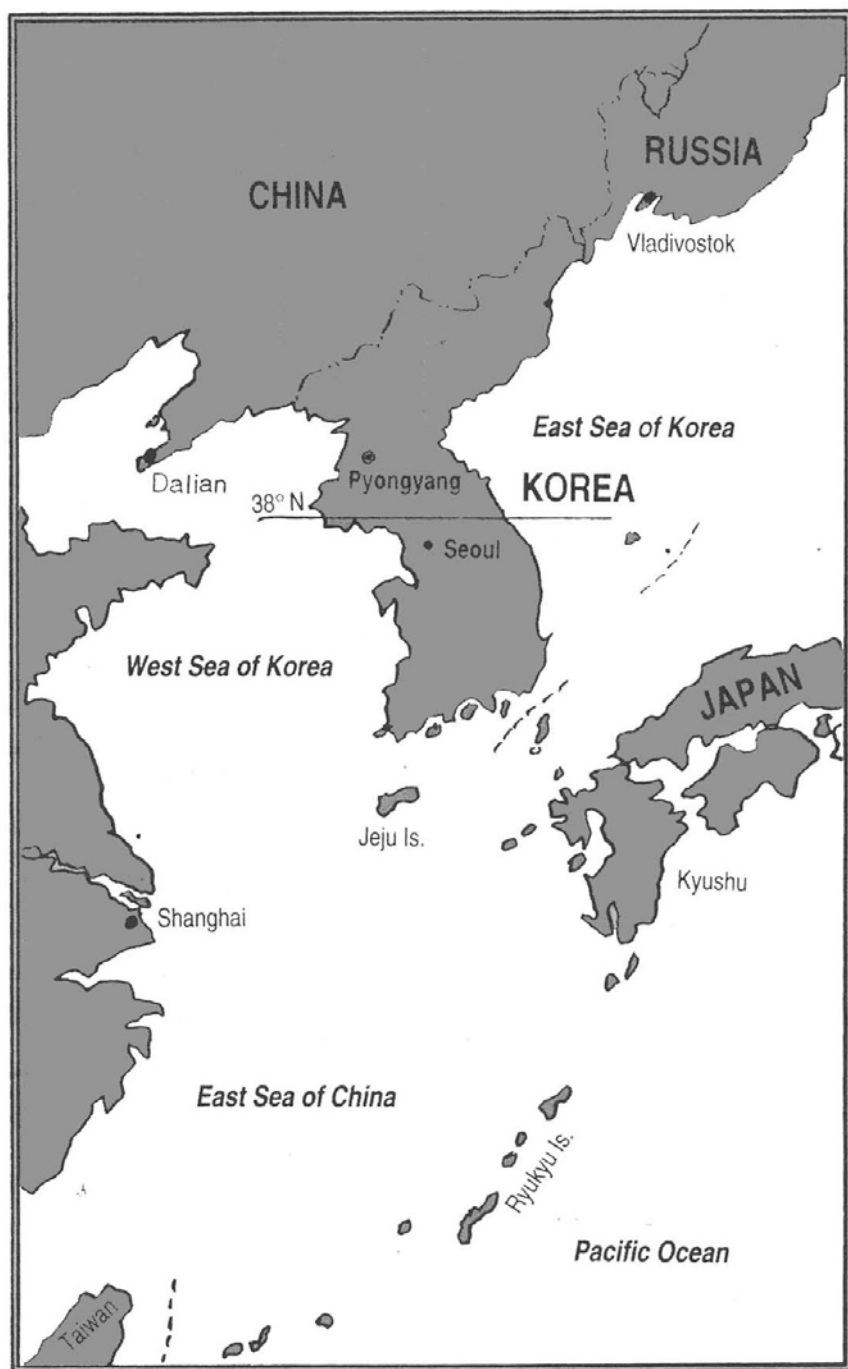 RUSSIA
CHINA
Vladivostok
East Sea of Korea
Dalian
Pyongyang
KOREA
38° N
Seoul
West Sea of Korea
JAPAN
Jeju Is.
Kyushu
Shanghai
East Sea of China
Ryukyu Is.
Pacific Ocean
Taiwan